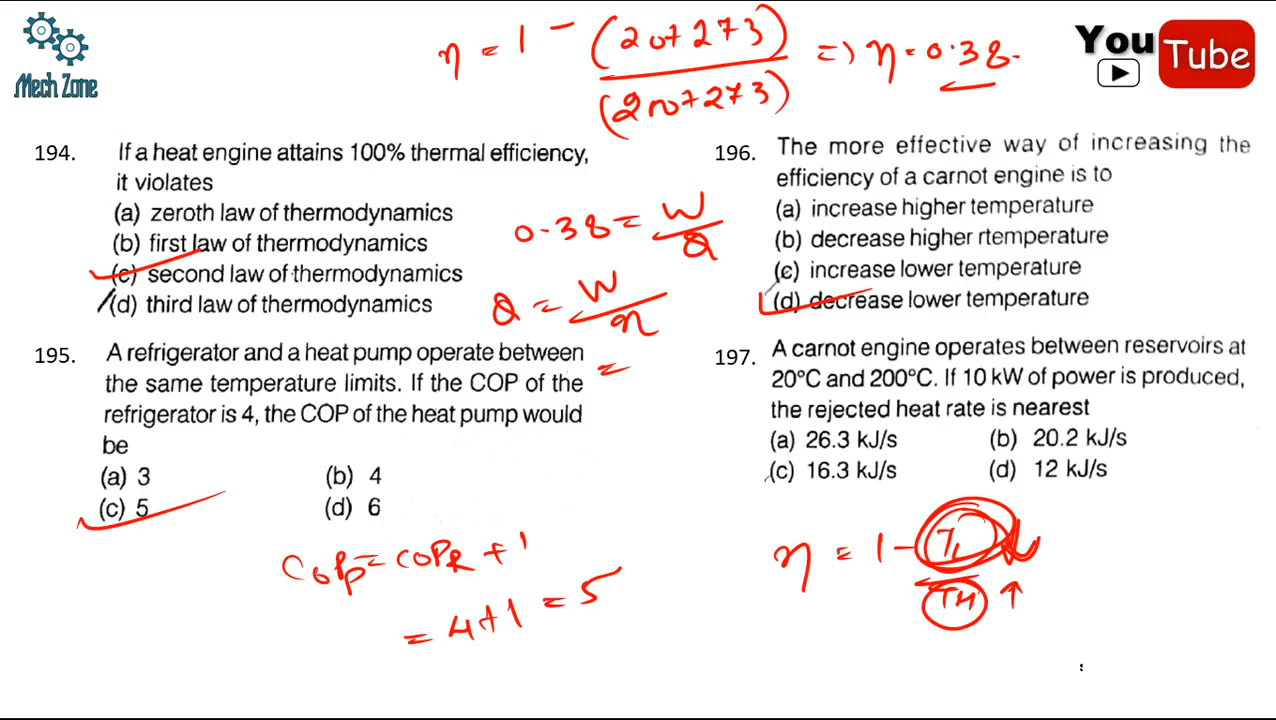 Mech Zone
η = 1 - (20+273)/(200+273) => η = 0.38
You Tube
194. If a heat engine attains 100% thermal efficiency,
it violates
(a) zeroth law of thermodynamics
(b) first law of thermodynamics
(c) second law of thermodynamics
(d) third law of thermodynamics
0.38 = W/Q
Q = W/η
=
195. A refrigerator and a heat pump operate between
the same temperature limits. If the COP of the
refrigerator is 4, the COP of the heat pump would
be
(a) 3 (b) 4
(c) 5 (d) 6
COPp = COPR + 1
= 4+1 = 5
196. The more effective way of increasing the
efficiency of a carnot engine is to
(a) increase higher temperature
(b) decrease higher rtemperature
(c) increase lower temperature
(d) decrease lower temperature
197. A carnot engine operates between reservoirs at
20°C and 200°C. If 10 kW of power is produced,
the rejected heat rate is nearest
(a) 26.3 kJ/s (b) 20.2 kJ/s
(c) 16.3 kJ/s (d) 12 kJ/s
η = 1 - TL/TH ↑